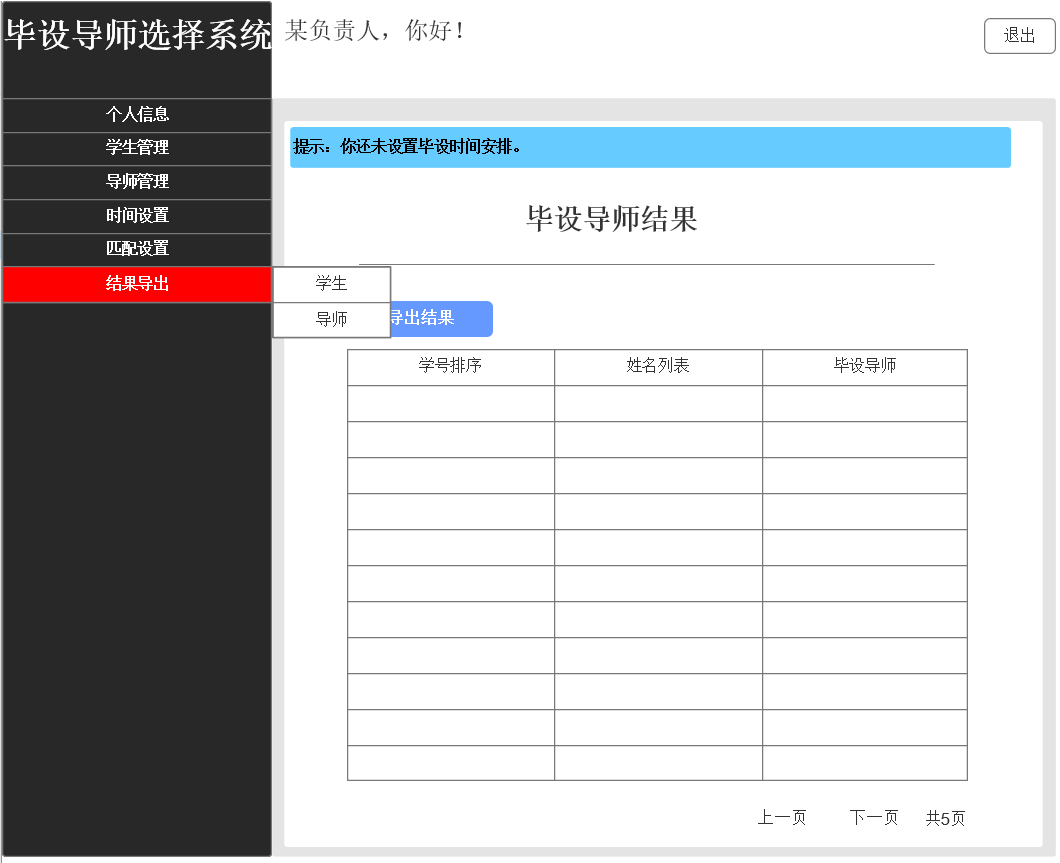 毕设导师选择系统
某负责人，你好！
退出
个人信息
学生管理
导师管理
时间设置
匹配设置
结果导出
学生
导师
提示：你还未设置毕设时间安排。
毕设导师结果
导出结果
学号排序 姓名列表 毕设导师
上一页 下一页 共5页